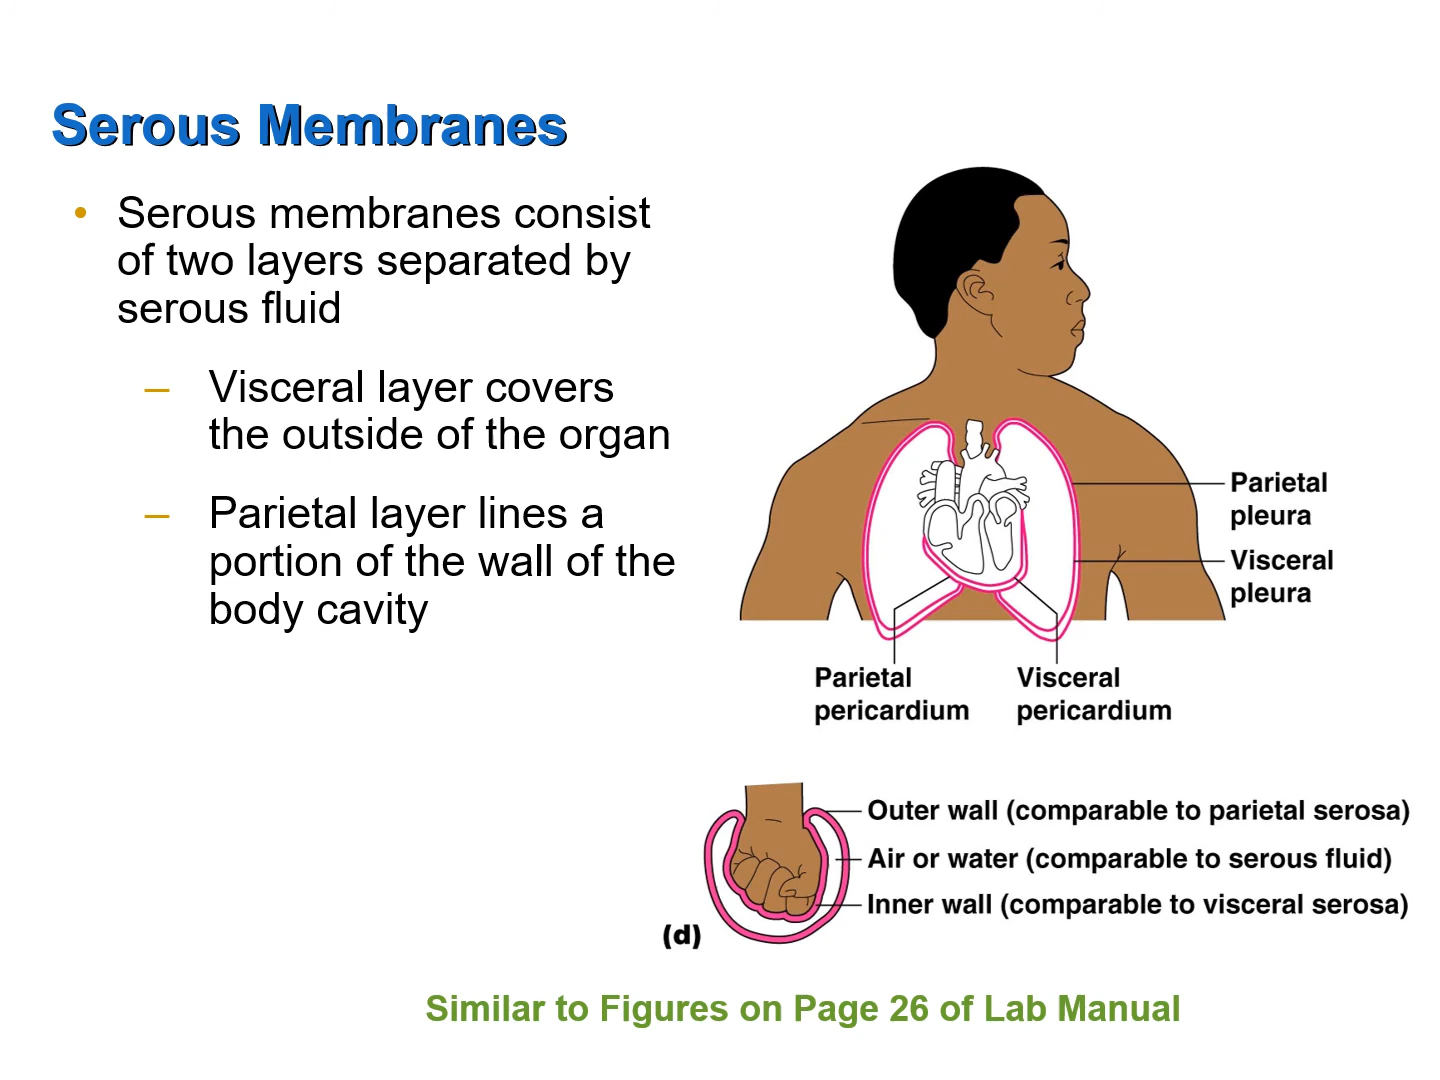 Serous Membranes
• Serous membranes consist
of two layers separated by
serous fluid
– Visceral layer covers
the outside of the organ
– Parietal layer lines a
portion of the wall of the
body cavity
Parietal
pleura
Visceral
pleura
Parietal
pericardium
Visceral
pericardium
Outer wall (comparable to parietal serosa)
Air or water (comparable to serous fluid)
Inner wall (comparable to visceral serosa)
(d)
Similar to Figures on Page 26 of Lab Manual